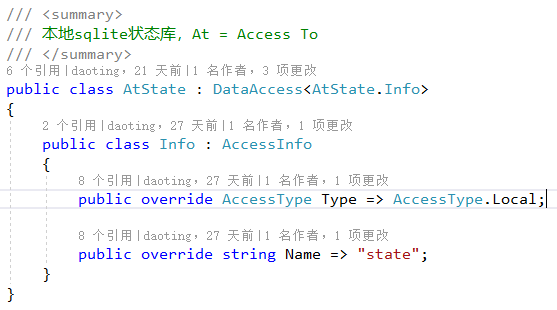 /// <summary>
/// 本地sqlite状态库, At = Access To
/// </summary>
6 个引用|daoting，21 天前|1 名作者，3 项更改
public class AtState : DataAccess<AtState.Info>
{
2 个引用|daoting，27 天前|1 名作者，1 项更改
public class Info : AccessInfo
{
8 个引用|daoting，27 天前|1 名作者，1 项更改
public override AccessType Type => AccessType.Local;
8 个引用|daoting，27 天前|1 名作者，1 项更改
public override string Name => "state";
}
}